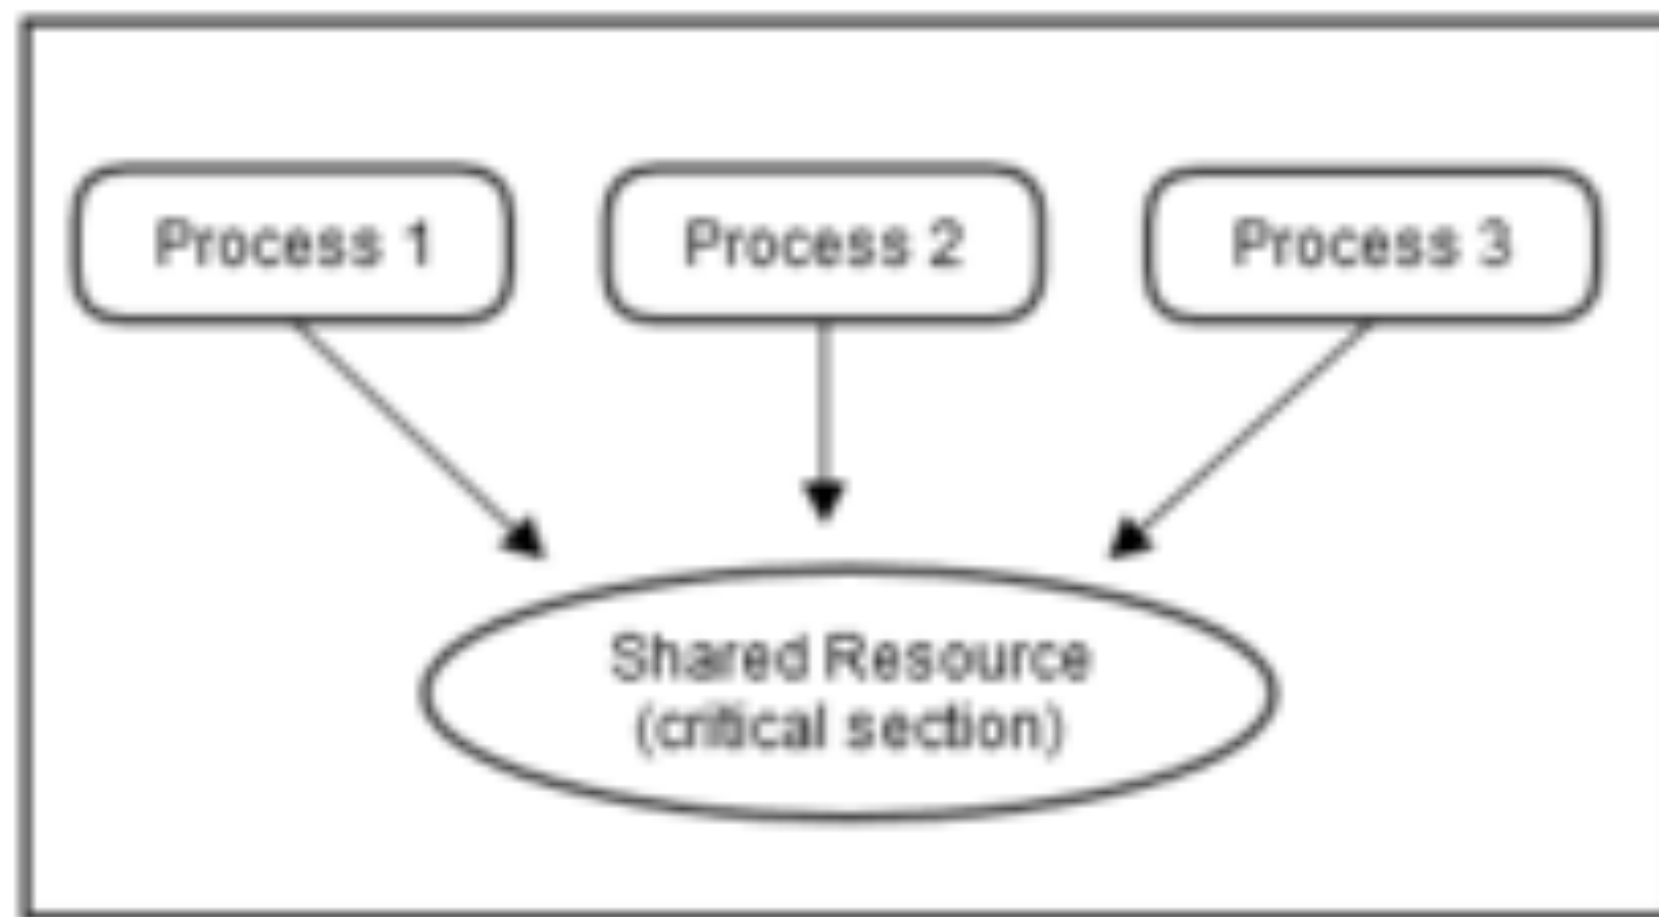 Process 1
Process 2
Process 3
Shared Resource
(critical section)